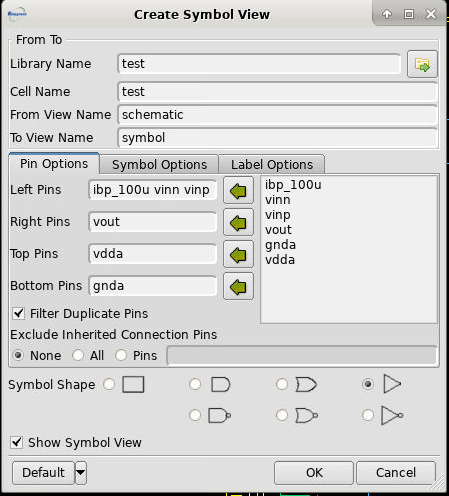 Create Symbol View
From To
Library Name test
Cell Name test
From View Name schematic
To View Name symbol
Pin Options Symbol Options Label Options
Left Pins ibp_100u vinn vinp
Right Pins vout
Top Pins vdda
Bottom Pins gnda
ibp_100u
vinn
vinp
vout
gnda
vdda
Filter Duplicate Pins
Exclude Inherited Connection Pins
None All Pins
Symbol Shape
Show Symbol View
Default OK Cancel